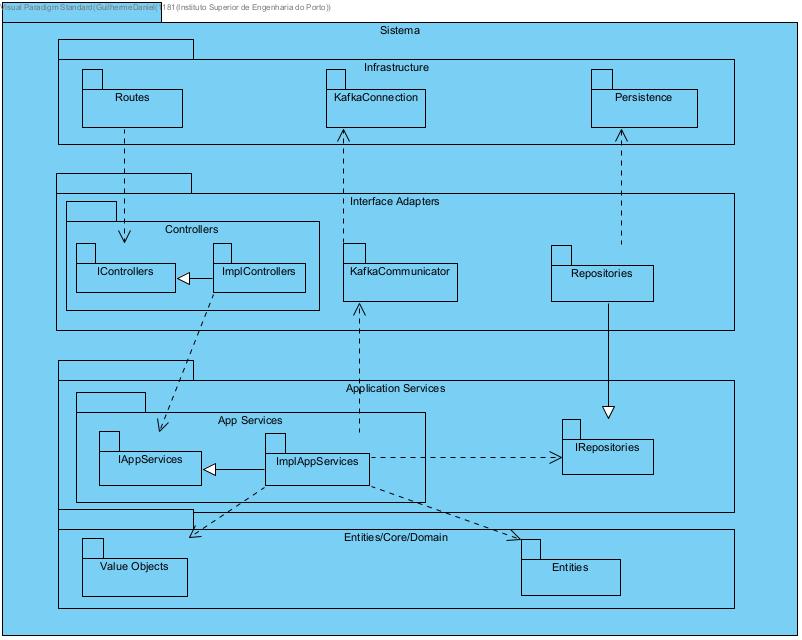 Visual Paradigm Standard(GuilhermeDaniel(1181(Instituto Superior de Engenharia do Porto))
Sistema
Infrastructure
Routes
KafkaConnection
Persistence
Interface Adapters
Controllers
IControllers
ImplControllers
KafkaCommunicator
Repositories
Application Services
App Services
IAppServices
ImplAppServices
IRepositories
Entities/Core/Domain
Value Objects
Entities